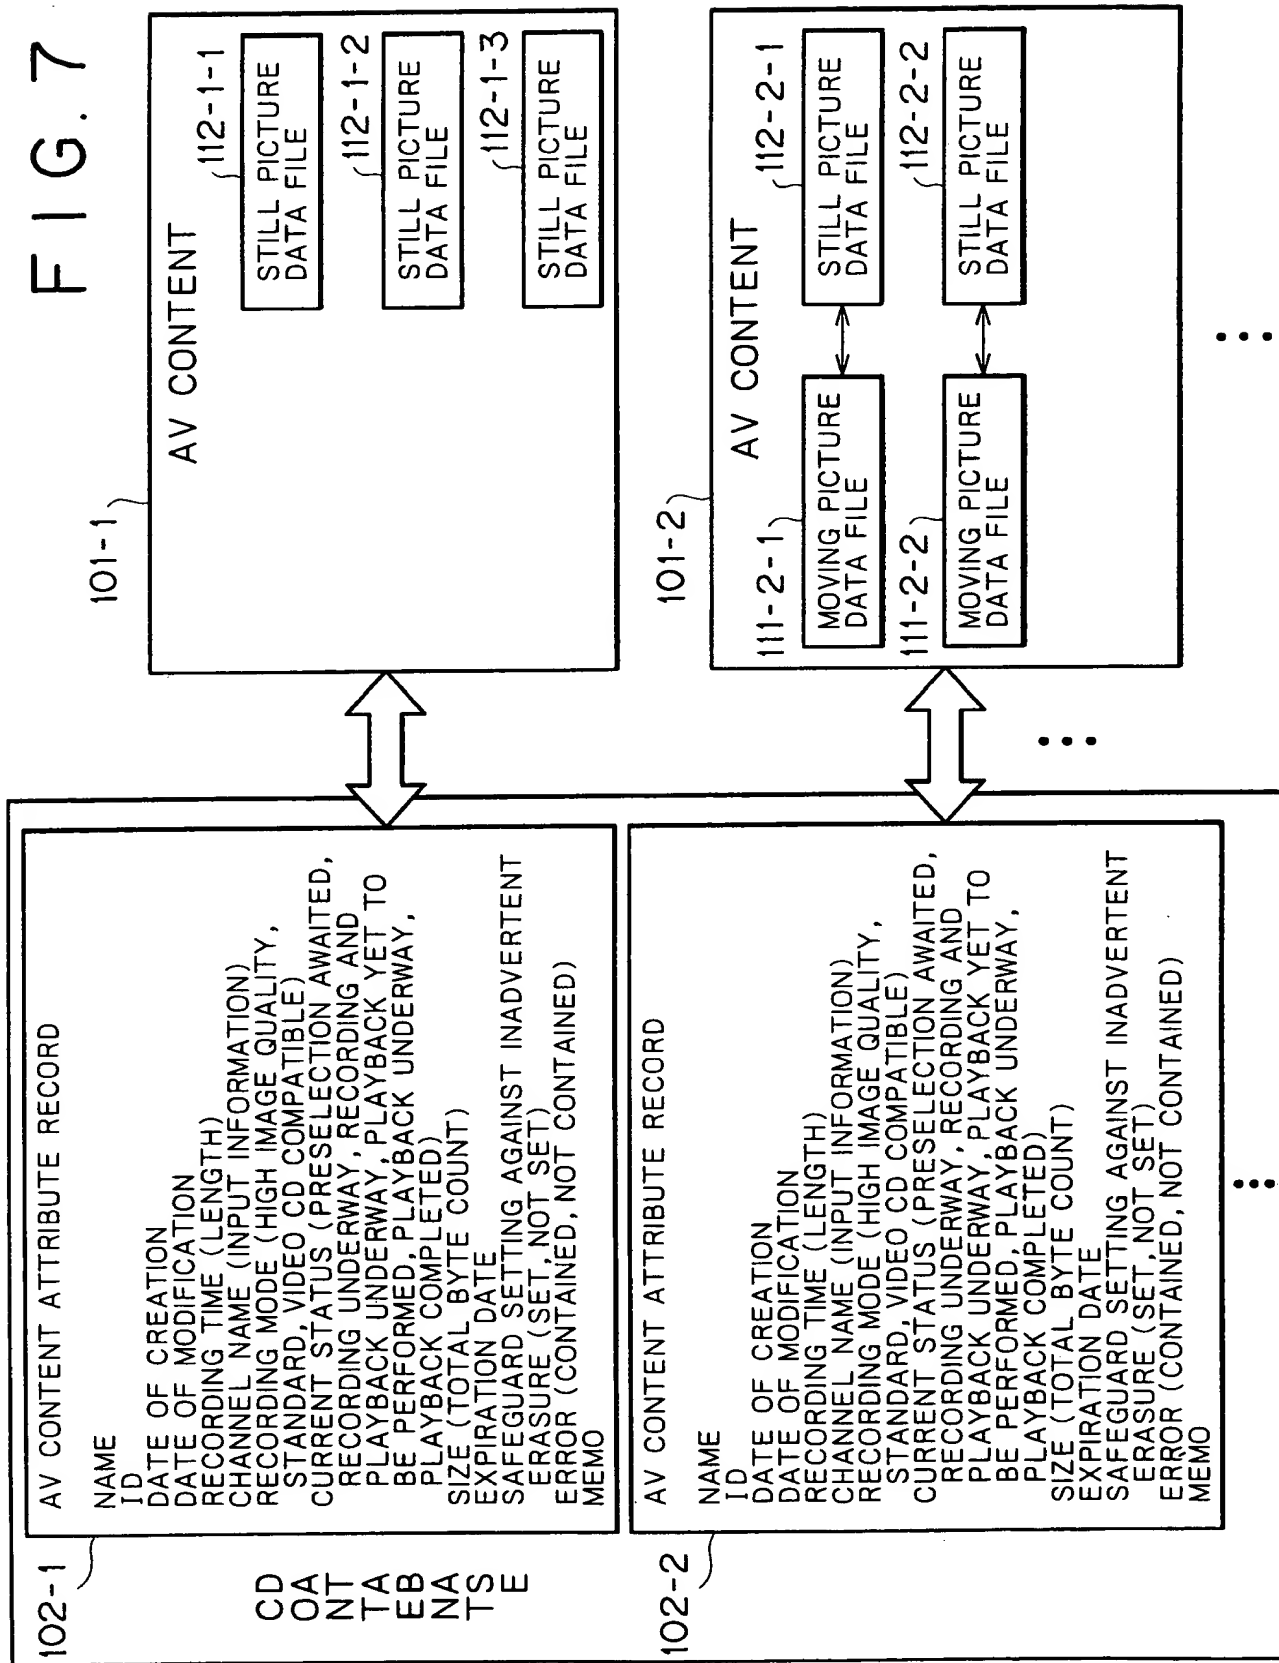 FIG. 7
102-1
AV CONTENT ATTRIBUTE RECORD
NAME
ID
DATE OF CREATION
DATE OF MODIFICATION
RECORDING TIME (LENGTH)
CHANNEL NAME (INPUT INFORMATION)
RECORDING MODE (HIGH IMAGE QUALITY,
STANDARD, VIDEO CD COMPATIBLE)
CURRENT STATUS (PRESELECTION AWAITED,
RECORDING UNDERWAY, RECORDING AND
PLAYBACK UNDERWAY, PLAYBACK YET TO
BE PERFORMED, PLAYBACK UNDERWAY,
PLAYBACK COMPLETED)
SIZE (TOTAL BYTE COUNT)
EXPIRATION DATE
SAFEGUARD SETTING AGAINST INADVERTENT
ERASURE (SET, NOT SET)
ERROR (CONTAINED, NOT CONTAINED)
MEMO
CD
OA
NT
TA
EB
NA
TS
E
102-2
AV CONTENT ATTRIBUTE RECORD
NAME
ID
DATE OF CREATION
DATE OF MODIFICATION
RECORDING TIME (LENGTH)
CHANNEL NAME (INPUT INFORMATION)
RECORDING MODE (HIGH IMAGE QUALITY,
STANDARD, VIDEO CD COMPATIBLE)
CURRENT STATUS (PRESELECTION AWAITED,
RECORDING UNDERWAY, RECORDING AND
PLAYBACK UNDERWAY, PLAYBACK YET TO
BE PERFORMED, PLAYBACK UNDERWAY,
PLAYBACK COMPLETED)
SIZE (TOTAL BYTE COUNT)
EXPIRATION DATE
SAFEGUARD SETTING AGAINST INADVERTENT
ERASURE (SET, NOT SET)
ERROR (CONTAINED, NOT CONTAINED)
MEMO
101-1
AV CONTENT
112-1-1
STILL PICTURE
DATA FILE
112-1-2
STILL PICTURE
DATA FILE
112-1-3
STILL PICTURE
DATA FILE
101-2
AV CONTENT
111-2-1
MOVING PICTURE
DATA FILE
112-2-1
STILL PICTURE
DATA FILE
111-2-2
MOVING PICTURE
DATA FILE
112-2-2
STILL PICTURE
DATA FILE